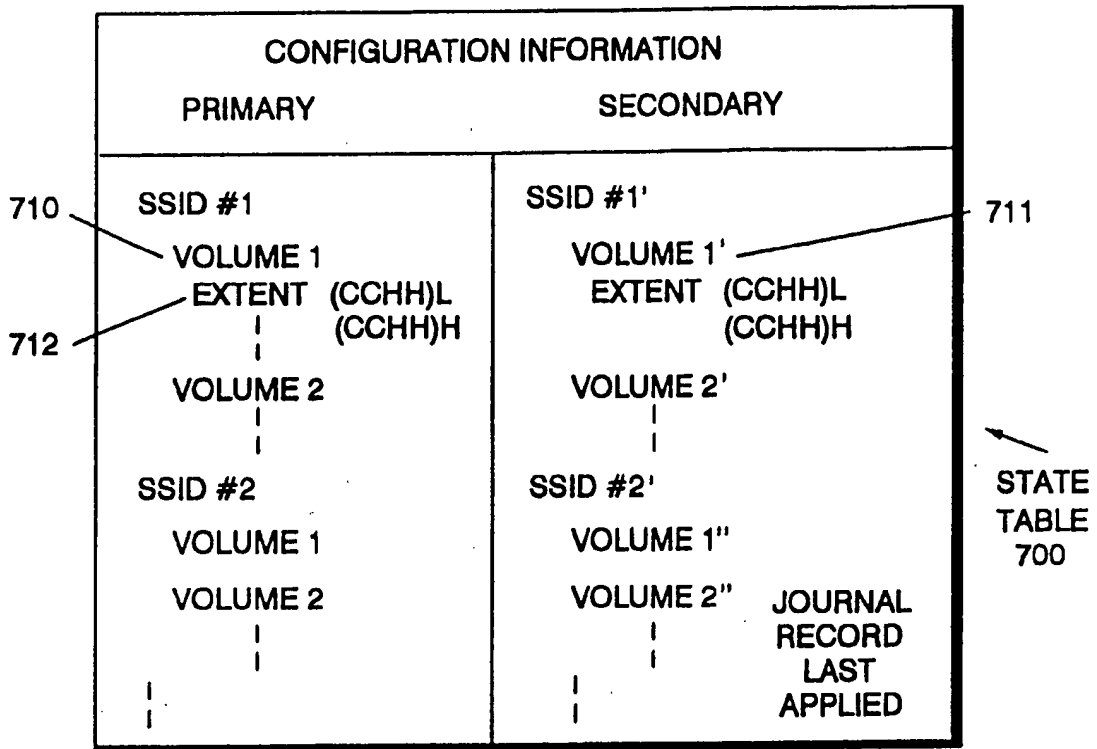 CONFIGURATION INFORMATION
PRIMARY SECONDARY
SSID #1 SSID #1'
710 711
VOLUME 1 VOLUME 1'
EXTENT (CCHH)L EXTENT (CCHH)L
(CCHH)H (CCHH)H
712
VOLUME 2 VOLUME 2'
SSID #2 SSID #2'
STATE
TABLE
700
VOLUME 1 VOLUME 1"
VOLUME 2 VOLUME 2"
JOURNAL
RECORD
LAST
APPLIED